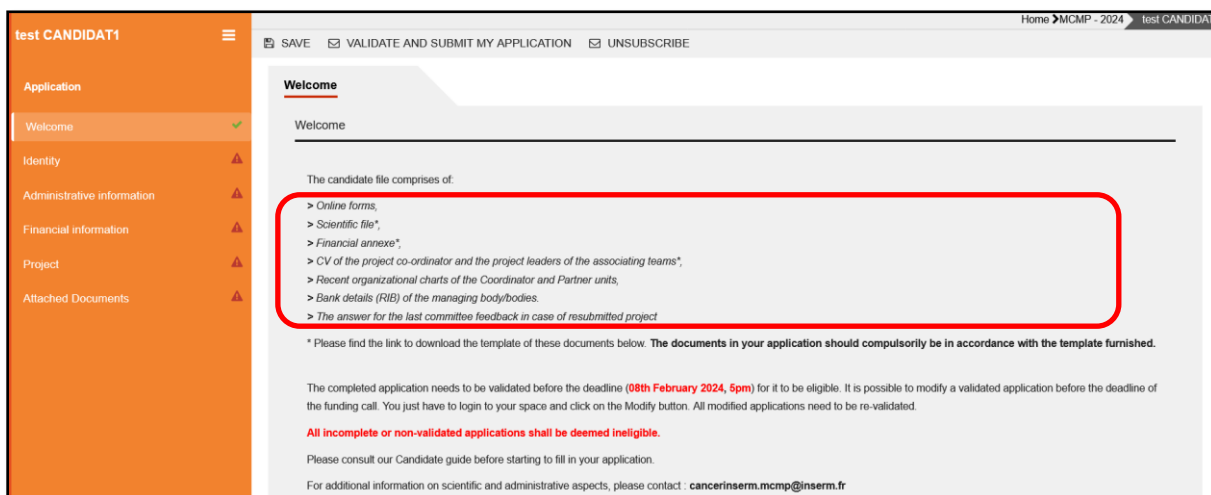 Home MCMP - 2024 test CANDIDAT
test CANDIDAT1
SAVE VALIDATE AND SUBMIT MY APPLICATION UNSUBSCRIBE
Application
Welcome
Identity
Administrative information
Financial information
Project
Attached Documents
Welcome
Welcome
The candidate file comprises of:
> Online forms,
> Scientific file*,
> Financial annexe*,
> CV of the project co-ordinator and the project leaders of the associating teams*,
> Recent organizational charts of the Coordinator and Partner units,
> Bank details (RIB) of the managing body/bodies.
> The answer for the last committee feedback in case of resubmitted project
* Please find the link to download the template of these documents below. The documents in your application should compulsorily be in accordance with the template furnished.
The completed application needs to be validated before the deadline (08th February 2024, 5pm) for it to be eligible. It is possible to modify a validated application before the deadline of
the funding call. You just have to login to your space and click on the Modify button. All modified applications need to be re-validated.
All incomplete or non-validated applications shall be deemed ineligible.
Please consult our Candidate guide before starting to fill in your application.
For additional information on scientific and administrative aspects, please contact : cancerinserm.mcmp@inserm.fr